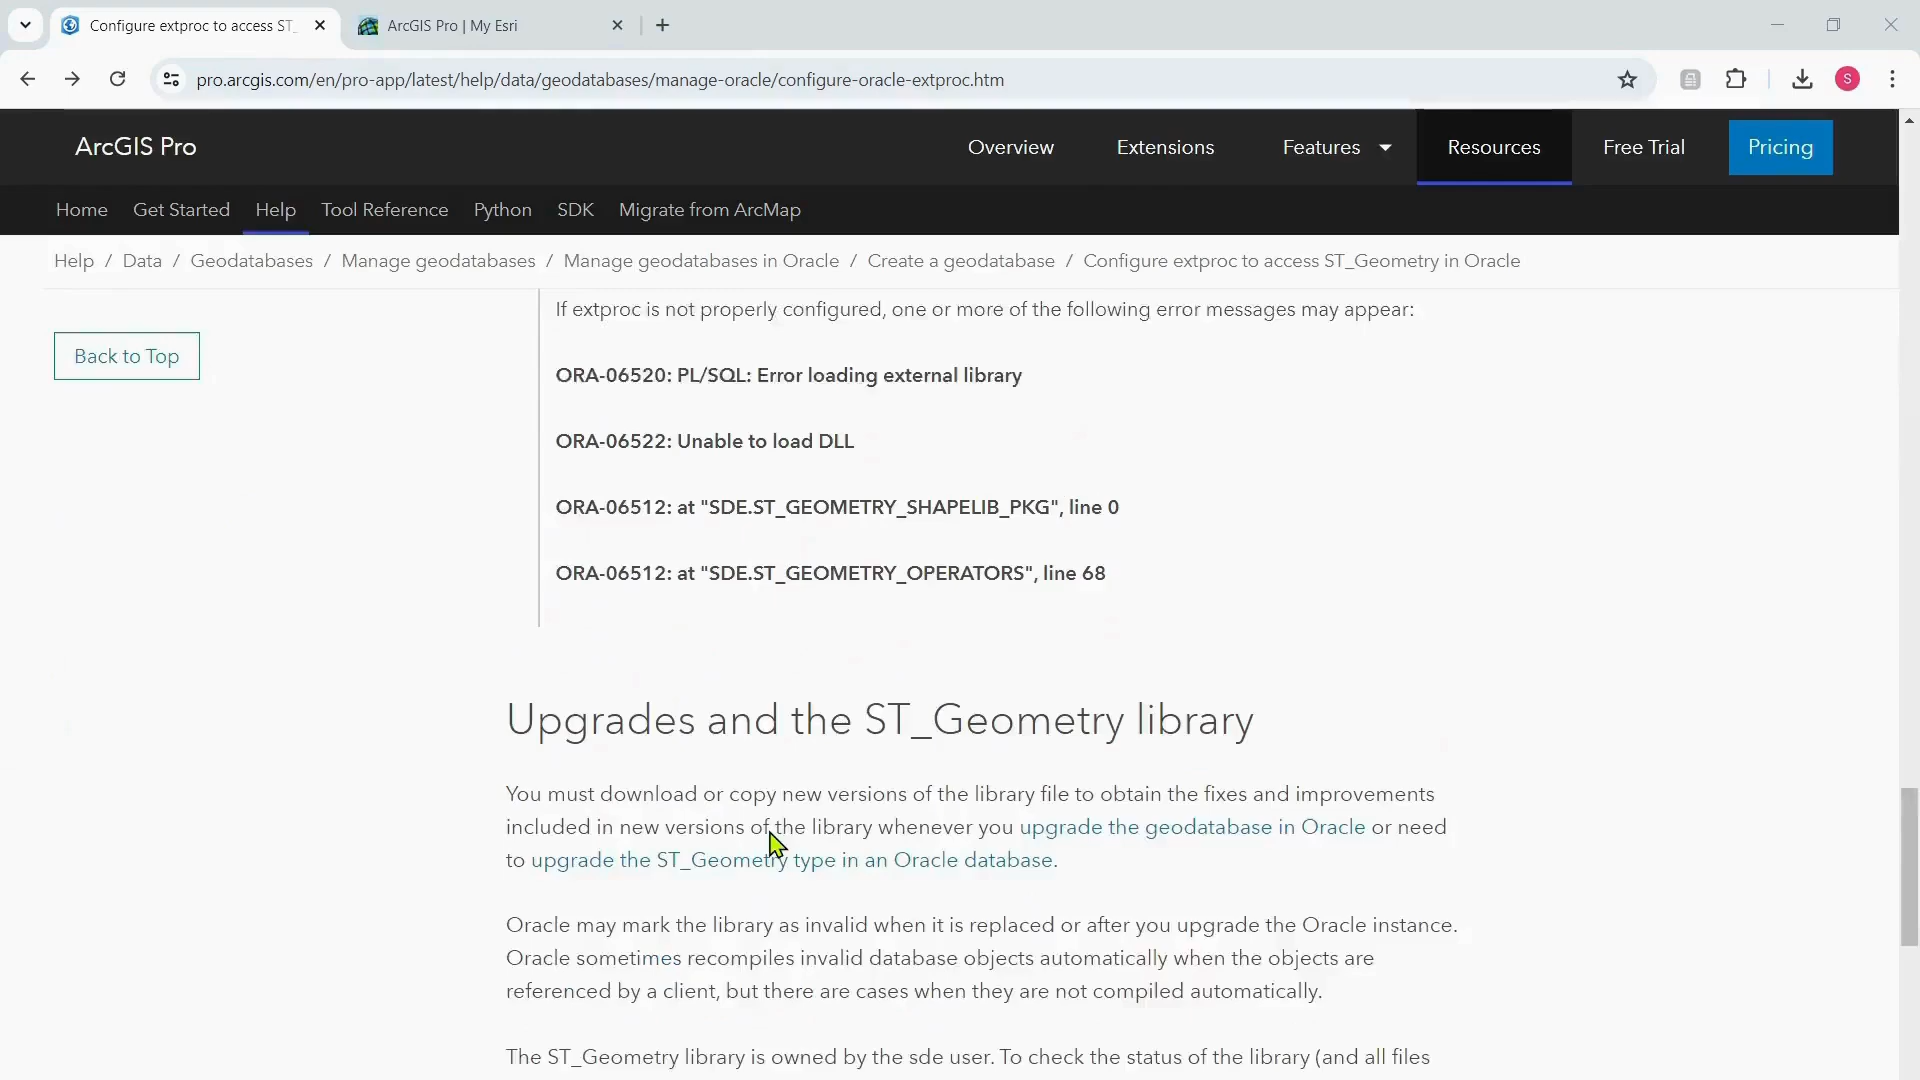 Configure extproc to access ST_
ArcGIS Pro | My Esri
pro.arcgis.com/en/pro-app/latest/help/data/geodatabases/manage-oracle/configure-oracle-extproc.htm
S
ArcGIS Pro
Overview
Extensions
Features
Resources
Free Trial
Pricing
Home
Get Started
Help
Tool Reference
Python
SDK
Migrate from ArcMap
Help / Data / Geodatabases / Manage geodatabases / Manage geodatabases in Oracle / Create a geodatabase / Configure extproc to access ST_Geometry in Oracle
Back to Top
If extproc is not properly configured, one or more of the following error messages may appear:
ORA-06520: PL/SQL: Error loading external library
ORA-06522: Unable to load DLL
ORA-06512: at "SDE.ST_GEOMETRY_SHAPELIB_PKG", line 0
ORA-06512: at "SDE.ST_GEOMETRY_OPERATORS", line 68
Upgrades and the ST_Geometry library
You must download or copy new versions of the library file to obtain the fixes and improvements
included in new versions of the library whenever you upgrade the geodatabase in Oracle or need
to upgrade the ST_Geometry type in an Oracle database.
Oracle may mark the library as invalid when it is replaced or after you upgrade the Oracle instance.
Oracle sometimes recompiles invalid database objects automatically when the objects are
referenced by a client, but there are cases when they are not compiled automatically.
The ST_Geometry library is owned by the sde user. To check the status of the library (and all files